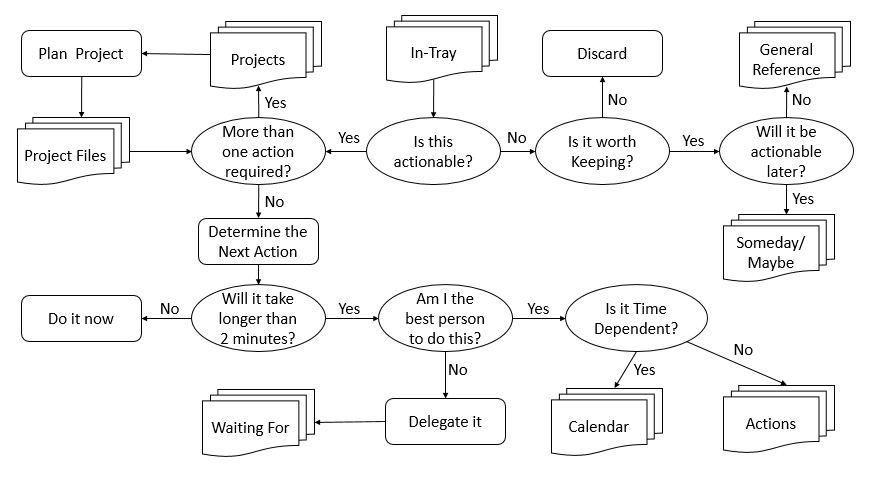 Plan Project
Projects
In-Tray
Discard
General
Reference
Yes
No
No
Project Files
More than
one action
required?
Yes
Is this
actionable?
No
Is it worth
Keeping?
Yes
Will it be
actionable
later?
No
Yes
Determine the
Next Action
Someday/
Maybe
Do it now
No
Will it take
longer than
2 minutes?
Yes
Am I the
best person
to do this?
Yes
Is it Time
Dependent?
No
Yes
No
Waiting For
Delegate it
Calendar
Actions